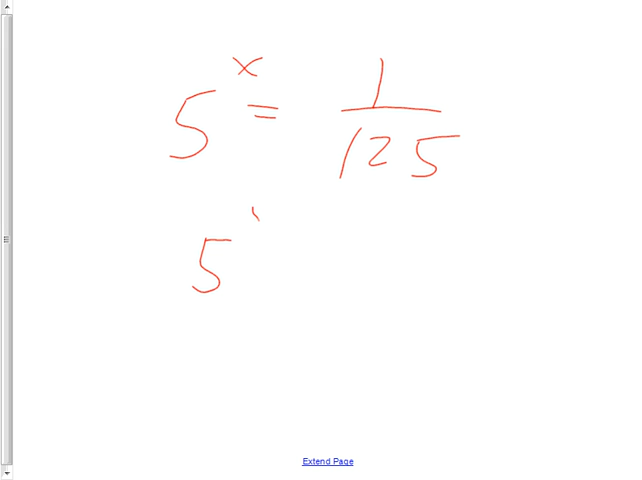 5^x = 1/125
5
Extend Page